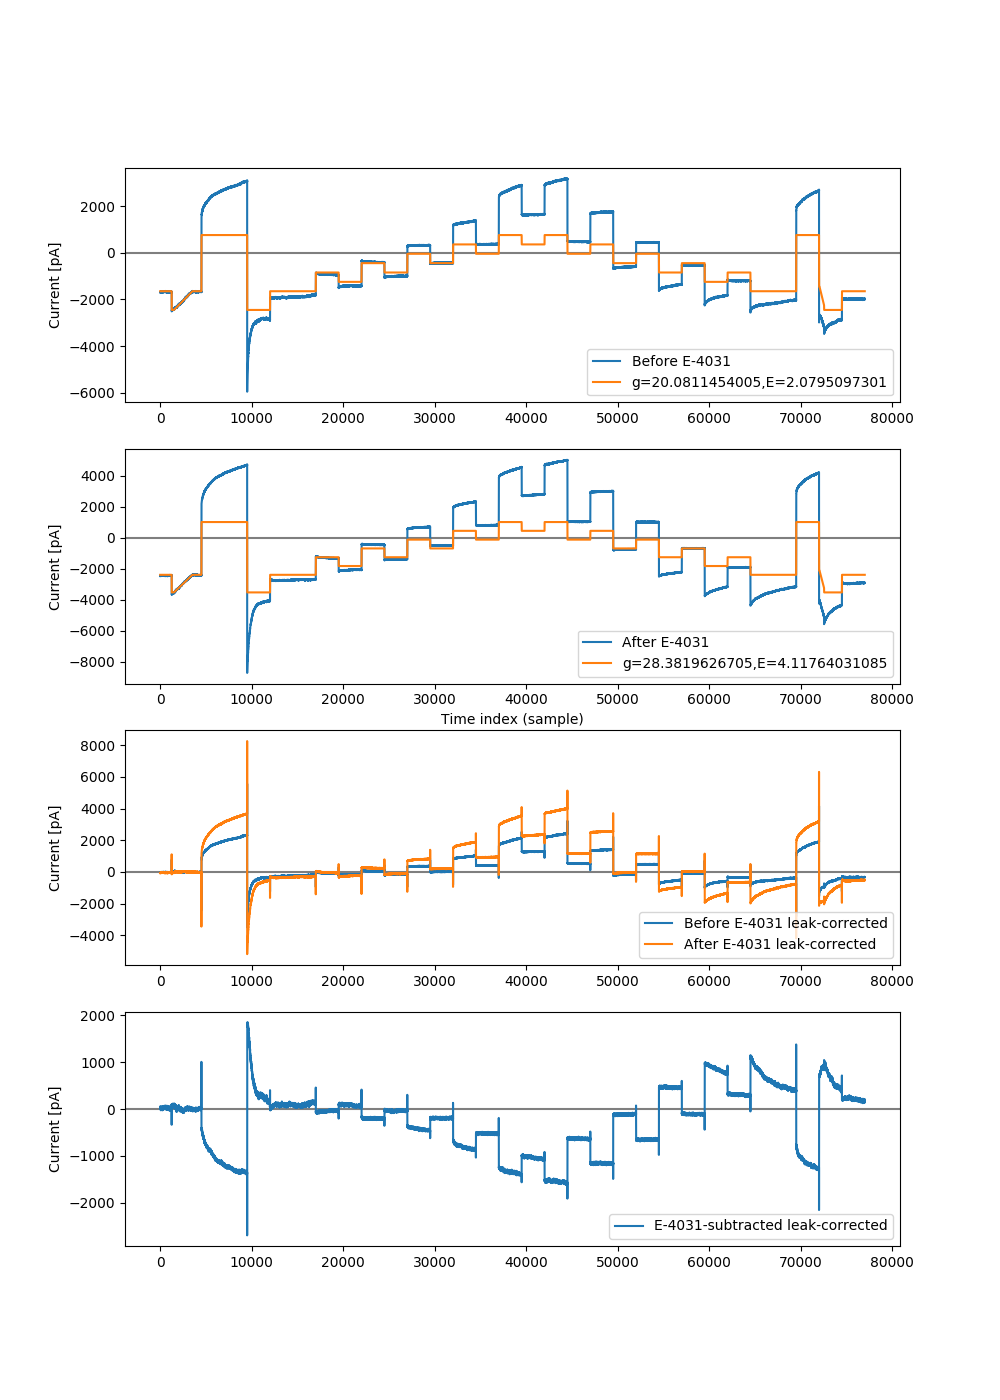 2000
0
−2000
−4000
−6000
Current [pA]
Before E-4031
g=20.0811454005,E=2.0795097301
0 10000 20000 30000 40000 50000 60000 70000 80000
4000
2000
0
−2000
−4000
−6000
−8000
Current [pA]
After E-4031
g=28.3819626705,E=4.11764031085
0 10000 20000 30000 40000 50000 60000 70000 80000
Time index (sample)
8000
6000
4000
2000
0
−2000
−4000
Current [pA]
Before E-4031 leak-corrected
After E-4031 leak-corrected
0 10000 20000 30000 40000 50000 60000 70000 80000
2000
1000
0
−1000
−2000
Current [pA]
E-4031-subtracted leak-corrected
0 10000 20000 30000 40000 50000 60000 70000 80000